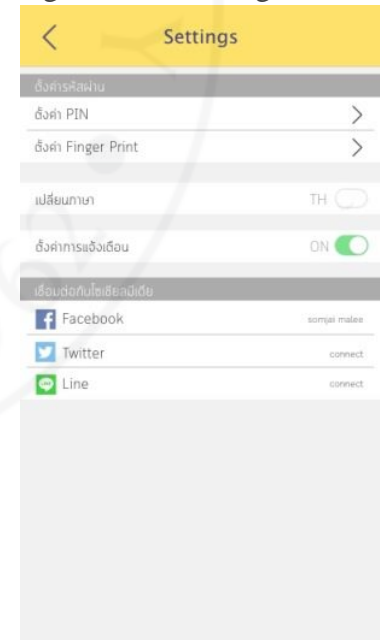 Settings
ตั้งค่ารหัสผ่าน
ตั้งค่า PIN
ตั้งค่า Finger Print
เปลี่ยนภาษา TH
ตั้งค่าการแจ้งเตือน ON
เชื่อมต่อกับโซเชียลมีเดีย
Facebook somjai malee
Twitter connect
Line connect